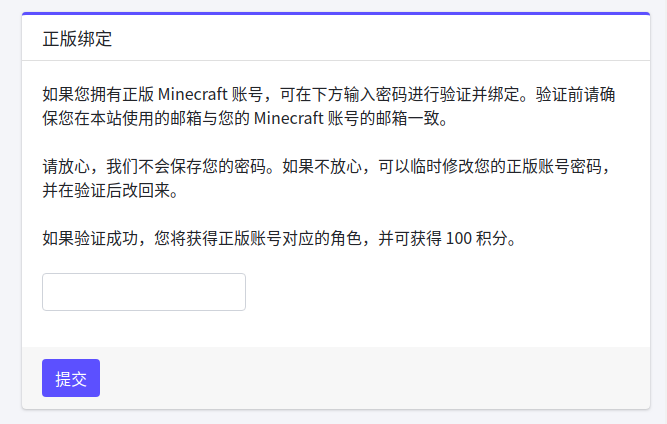 正版绑定
如果您拥有正版 Minecraft 账号，可在下方输入密码进行验证并绑定。验证前请确
保您在本站使用的邮箱与您的 Minecraft 账号的邮箱一致。
请放心，我们不会保存您的密码。如果不放心，可以临时修改您的正版账号密码，
并在验证后改回来。
如果验证成功，您将获得正版账号对应的角色，并可获得 100 积分。
提交